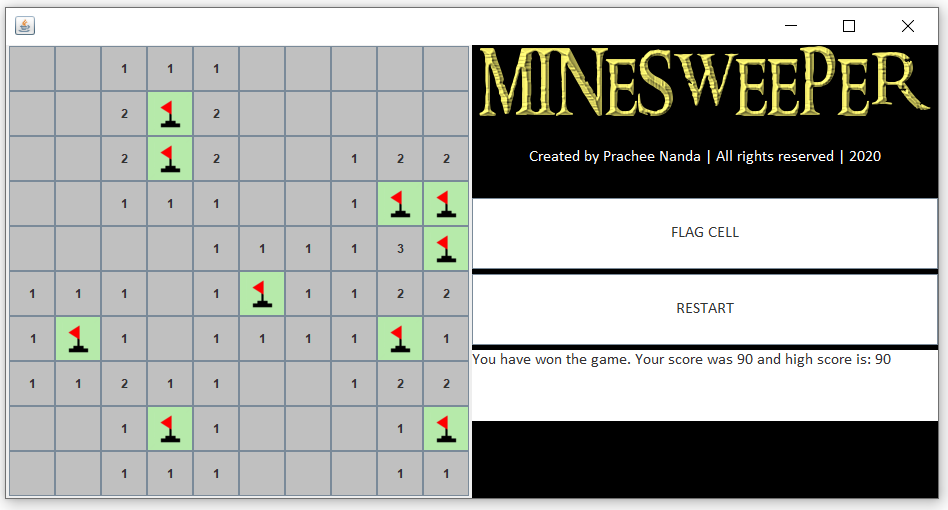 MINESWEEPER
Created by Prachee Nanda | All rights reserved | 2020
FLAG CELL
RESTART
You have won the game. Your score was 90 and high score is: 90
1 1 1
2 2
2 2 1 2 2
1 1 1 1
1 1 1 1 3
1 1 1 1 1 1 2 2
1 1 1 1 1 1 1
1 1 2 1 1 1 2 2
1 1 1
1 1 1 1 1